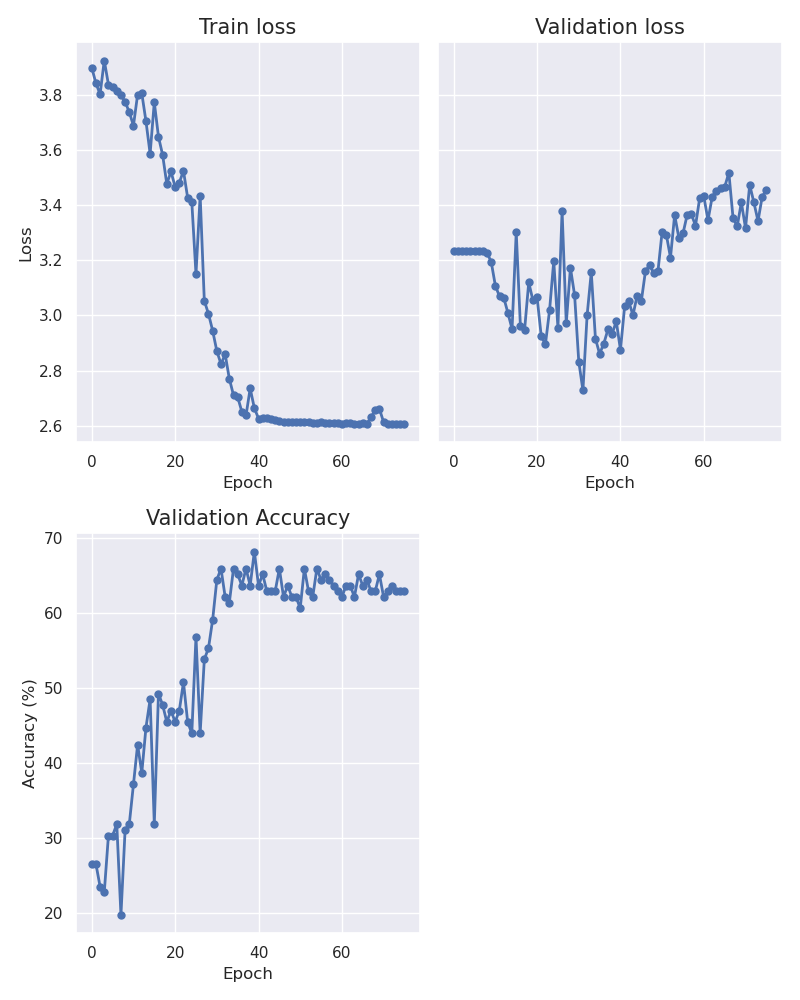 Train loss
Validation loss
Loss
3.8
3.6
3.4
3.2
3.0
2.8
2.6
0 20 40 60
Epoch
0 20 40 60
Epoch
Validation Accuracy
Accuracy (%)
70
60
50
40
30
20
0 20 40 60
Epoch